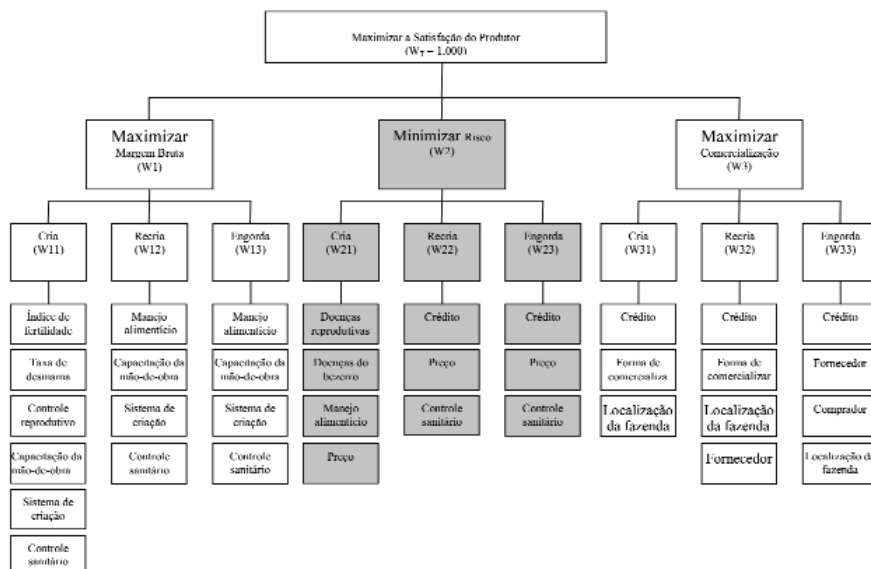 Maximizar a Satisfação do Produtor
(WT = 1.000)
Maximizar
Margem Bruta
(W1)
Minimizar Risco
(W2)
Maximizar
Comercialização
(W3)
Cria
(W11)
Recria
(W12)
Engorda
(W13)
Cria
(W21)
Recria
(W22)
Engorda
(W23)
Cria
(W31)
Recria
(W32)
Engorda
(W33)
Índice de
fertilidade
Taxa de
desmama
Controle
reprodutivo
Capacitação da
mão-de-obra
Sistema de
criação
Controle
sanitário
Manejo
alimentício
Capacitação da
mão-de-obra
Sistema de
criação
Controle
sanitário
Manejo
alimentício
Capacitação da
mão-de-obra
Sistema de
criação
Controle
sanitário
Doenças
reprodutivas
Doenças do
bezerro
Manejo
alimentício
Preço
Crédito
Preço
Controle
sanitário
Crédito
Preço
Controle
sanitário
Crédito
Forma de
comercializa
Localização
da fazenda
Crédito
Forma de
comercializar
Localização
da fazenda
Fornecedor
Crédito
Fornecedor
Comprador
Localização da
fazenda